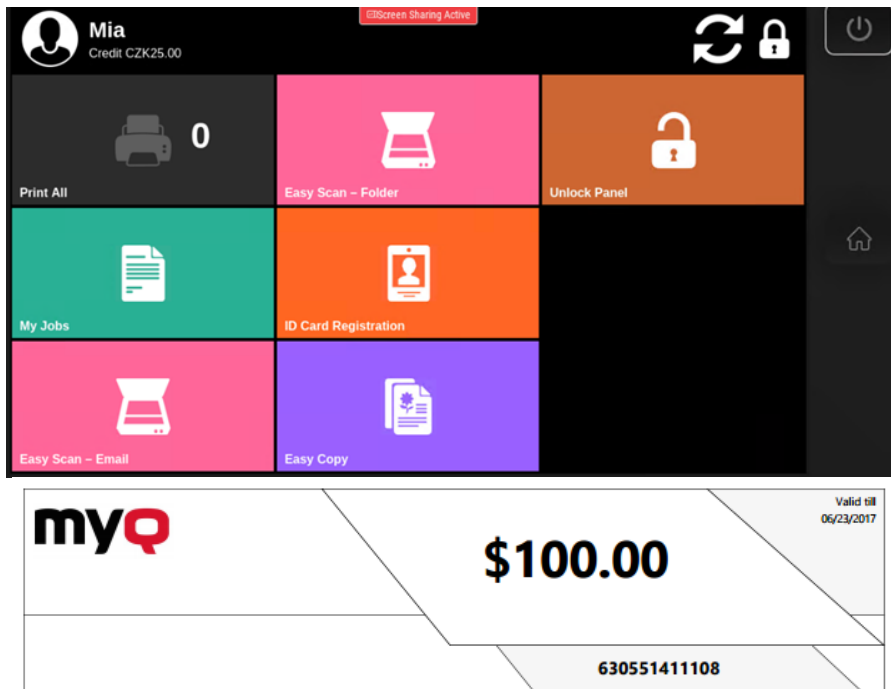 Screen Sharing Active
Mia
Credit CZK25.00
0
Print All
Easy Scan – Folder
Unlock Panel
My Jobs
ID Card Registration
Easy Scan – Email
Easy Copy
myQ
Valid till
06/23/2017
$100.00
630551411108